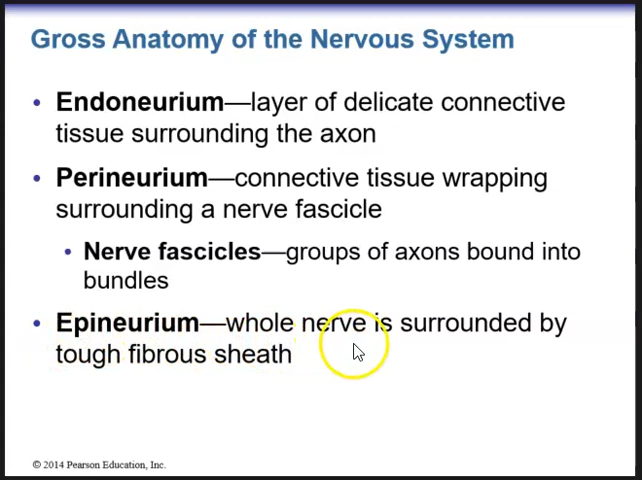 Gross Anatomy of the Nervous System
• Endoneurium—layer of delicate connective
tissue surrounding the axon
• Perineurium—connective tissue wrapping
surrounding a nerve fascicle
• Nerve fascicles—groups of axons bound into
bundles
• Epineurium—whole nerve is surrounded by
tough fibrous sheath
© 2014 Pearson Education, Inc.